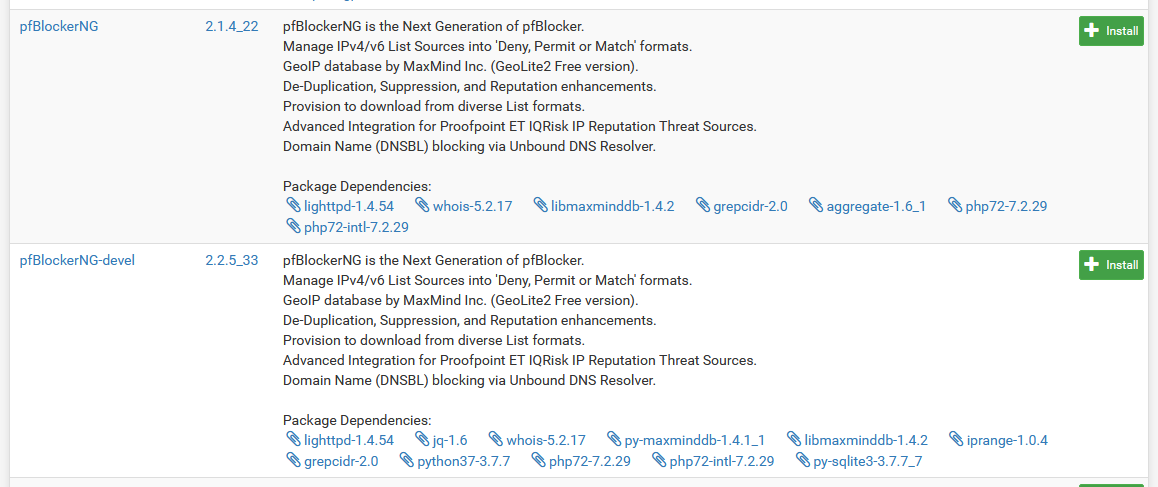 pfBlockerNG 2.1.4_22 pfBlockerNG is the Next Generation of pfBlocker. Install
Manage IPv4/v6 List Sources into 'Deny, Permit or Match' formats.
GeoIP database by MaxMind Inc. (GeoLite2 Free version).
De-Duplication, Suppression, and Reputation enhancements.
Provision to download from diverse List formats.
Advanced Integration for Proofpoint ET IQRisk IP Reputation Threat Sources.
Domain Name (DNSBL) blocking via Unbound DNS Resolver.
Package Dependencies:
lighttpd-1.4.54 whois-5.2.17 libmaxminddb-1.4.2 grepcidr-2.0 aggregate-1.6_1 php72-7.2.29
php72-intl-7.2.29
pfBlockerNG-devel 2.2.5_33 pfBlockerNG is the Next Generation of pfBlocker. Install
Manage IPv4/v6 List Sources into 'Deny, Permit or Match' formats.
GeoIP database by MaxMind Inc. (GeoLite2 Free version).
De-Duplication, Suppression, and Reputation enhancements.
Provision to download from diverse List formats.
Advanced Integration for Proofpoint ET IQRisk IP Reputation Threat Sources.
Domain Name (DNSBL) blocking via Unbound DNS Resolver.
Package Dependencies:
lighttpd-1.4.54 jq-1.6 whois-5.2.17 py-maxminddb-1.4.1_1 libmaxminddb-1.4.2 iprange-1.0.4
grepcidr-2.0 python37-3.7.7 php72-7.2.29 php72-intl-7.2.29 py-sqlite3-3.7.7_7